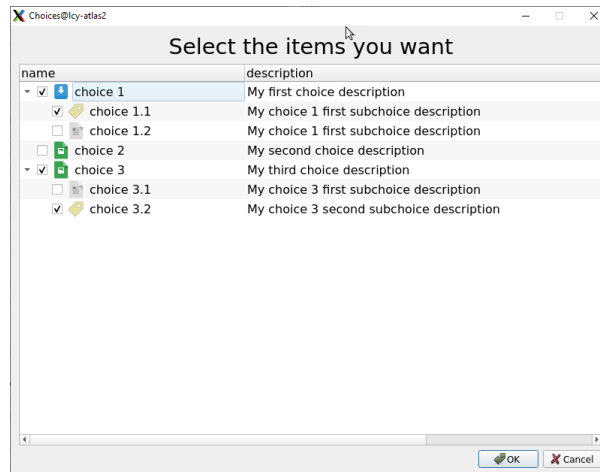 Choices@lcy-atlas2
Select the items you want
name description
choice 1 My first choice description
choice 1.1 My choice 1 first subchoice description
choice 1.2 My choice 1 first subchoice description
choice 2 My second choice description
choice 3 My third choice description
choice 3.1 My choice 3 first subchoice description
choice 3.2 My choice 3 second subchoice description
OK Cancel